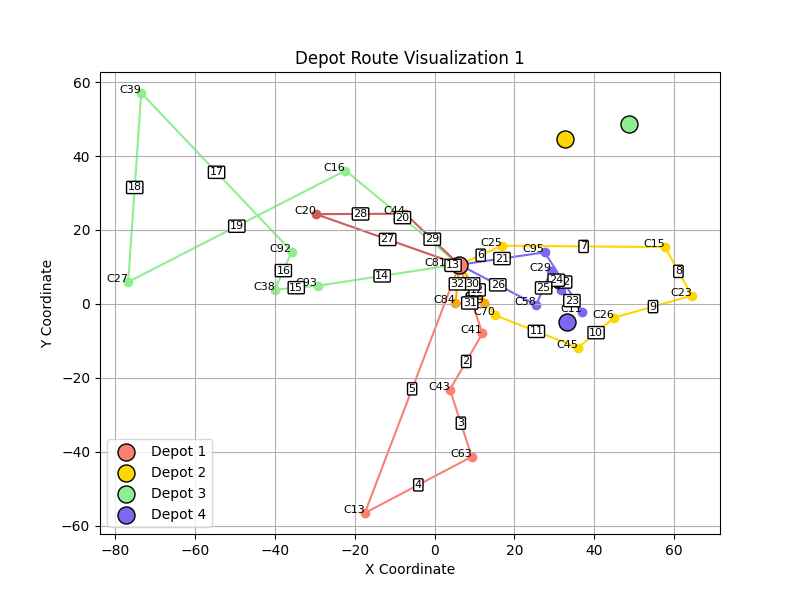 Depot Route Visualization 1
60
40
20
0
−20
−40
−60
Y Coordinate
−80
−60
−40
−20
0
20
40
60
X Coordinate
C39
C16
C20
C44
C27
C92
C38
C93
C81
C25
C95
C15
C29
C23
C11
C58
C84
C70
C26
C45
C41
C43
C63
C13
2
3
4
5
6
7
8
9
10
11
12
13
14
15
16
17
18
19
20
21
23
24
25
26
27
28
29
30
31
32
Depot 1
Depot 2
Depot 3
Depot 4